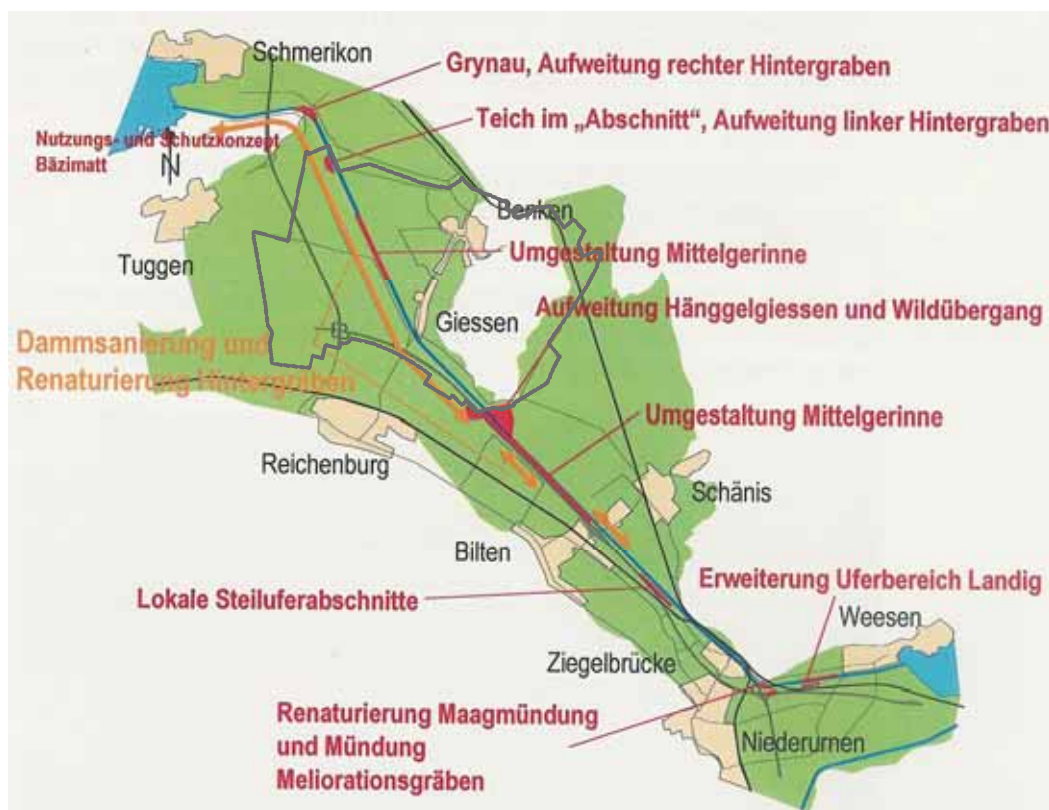 Schmerikon
Grynau, Aufweitung rechter Hintergraben
Teich im „Abschnitt", Aufweitung linker Hintergraben
Nutzungs- und Schutzkonzept
Bäzimatt
N
Benken
Tuggen
Umgestaltung Mittelgerinne
Aufweitung Hänggelgiessen und Wildübergang
Giessen
Dammsanierung und
Renaturierung Hintergräben
Umgestaltung Mittelgerinne
Reichenburg
Schänis
Bilten
Erweiterung Uferbereich Landig
Lokale Steiluferabschnitte
Weesen
Ziegelbrücke
Renaturierung Maagmündung
und Mündung
Meliorationsgräben
Niederurnen